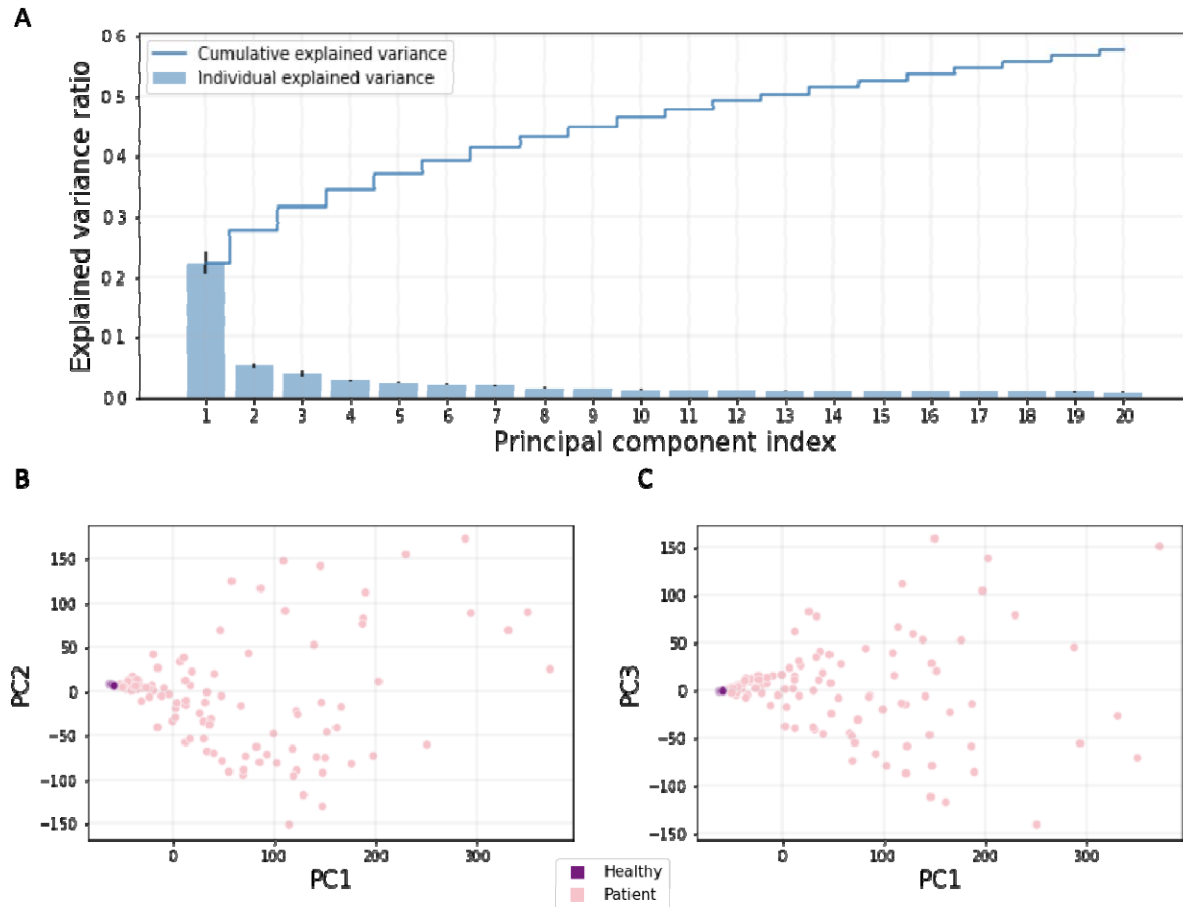 A
Cumulative explained variance
Individual explained variance
Explained variance ratio
0 6
0 5
0 4
0 3
0 2
0 1
0 0
1 2 3 4 5 6 7 8 9 10 11 12 13 14 15 16 17 18 19 20
Principal component index
B
PC2
150
100
50
0
−50
−100
−150
0 100 200 300
PC1
C
PC3
150
100
50
0
−50
−100
−150
0 100 200 300
PC1
Healthy
Patient